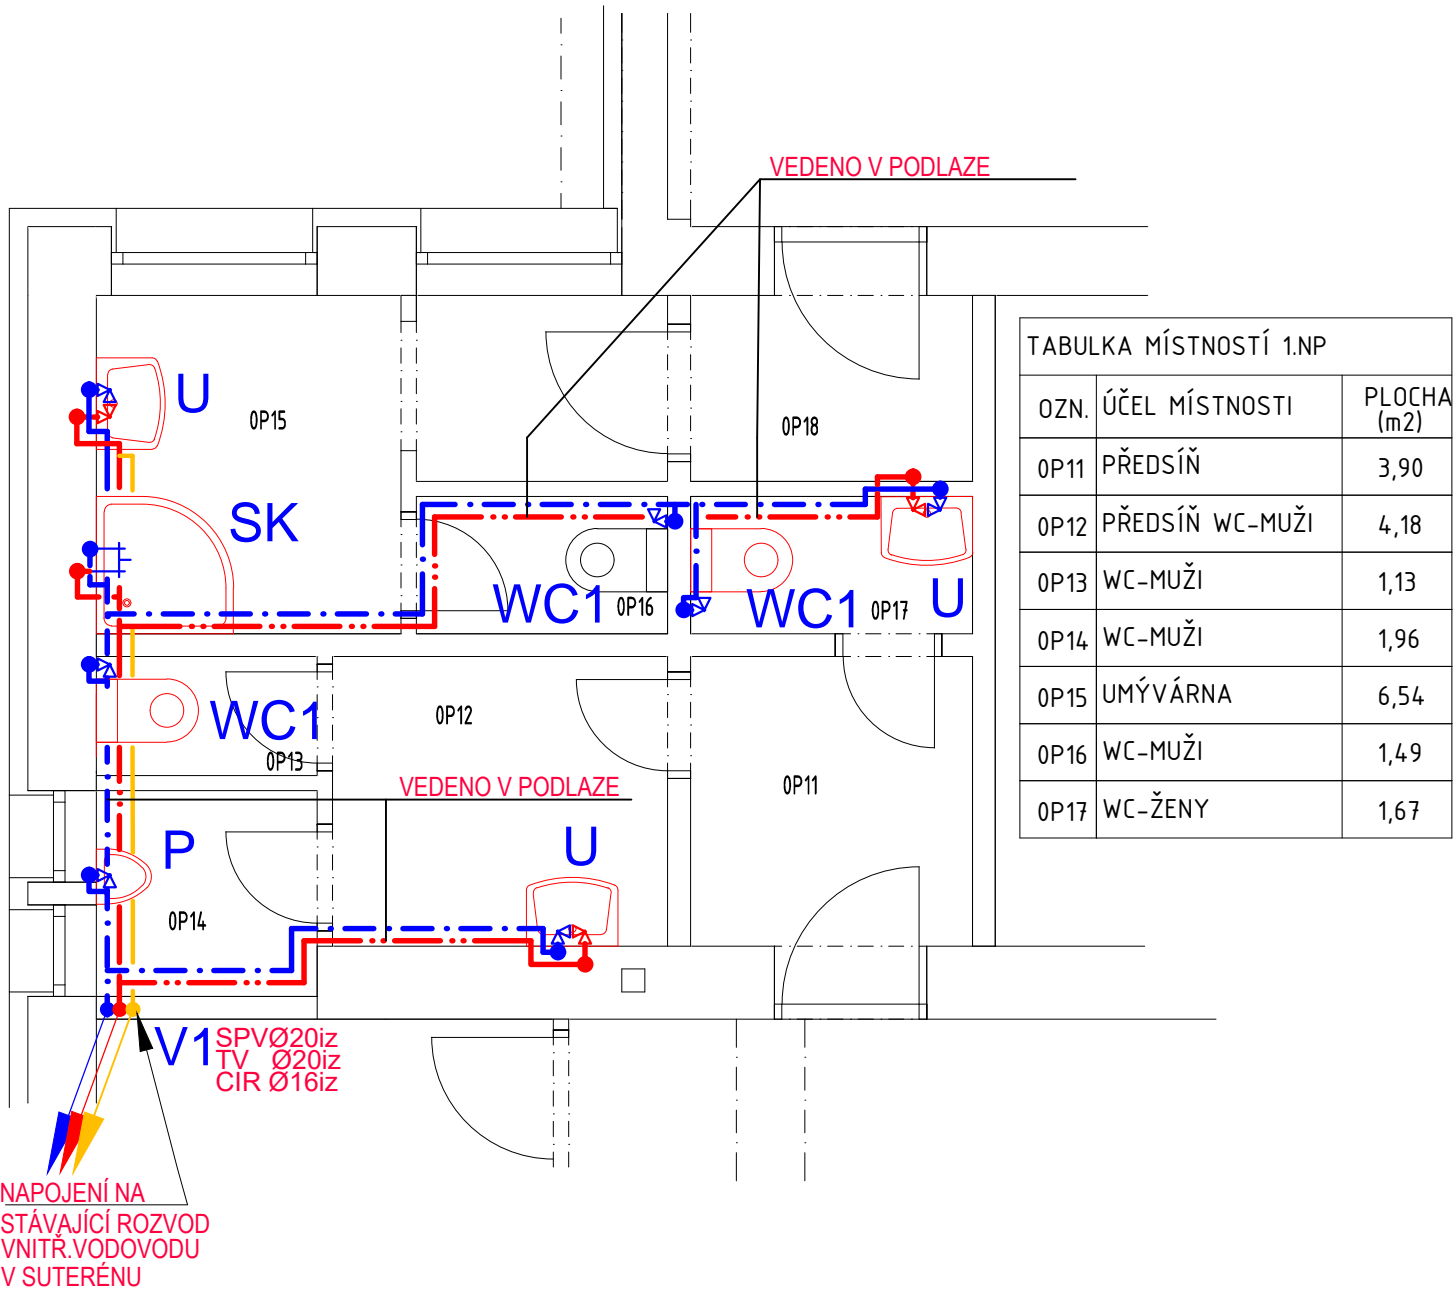 VEDENO V PODLAZE
U
0P15
0P18
SK
WC1
0P16
WC1
0P17
U
WC1
0P12
0P13
0P11
VEDENO V PODLAZE
P
U
0P14
V1
SPVØ20iz
TV Ø20iz
CIR Ø16iz
NAPOJENÍ NA
STÁVAJÍCÍ ROZVOD
VNITŘ.VODOVODU
V SUTERÉNU
TABULKA MÍSTNOSTÍ 1.NP
OZN. ÚČEL MÍSTNOSTI PLOCHA
(m2)
0P11 PŘEDSÍŇ 3,90
0P12 PŘEDSÍŇ WC-MUŽI 4,18
0P13 WC-MUŽI 1,13
0P14 WC-MUŽI 1,96
0P15 UMÝVÁRNA 6,54
0P16 WC-MUŽI 1,49
0P17 WC-ŽENY 1,67